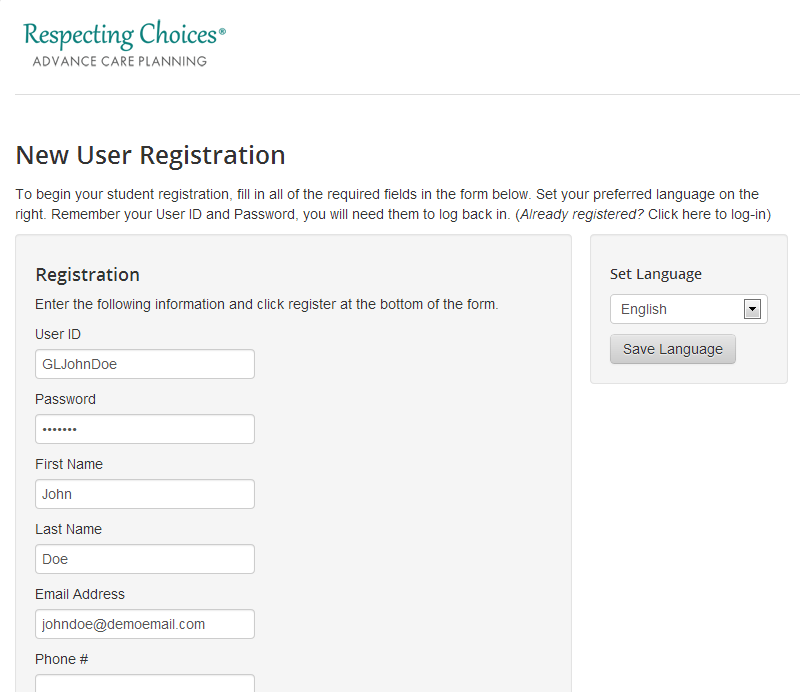 Respecting Choices®
ADVANCE CARE PLANNING
New User Registration
To begin your student registration, fill in all of the required fields in the form below. Set your preferred language on the
right. Remember your User ID and Password, you will need them to log back in. (Already registered? Click here to log-in)
Registration
Enter the following information and click register at the bottom of the form.
User ID
GLJohnDoe
Password
•••••••
First Name
John
Last Name
Doe
Email Address
johndoe@demoemail.com
Phone #
Set Language
English
Save Language